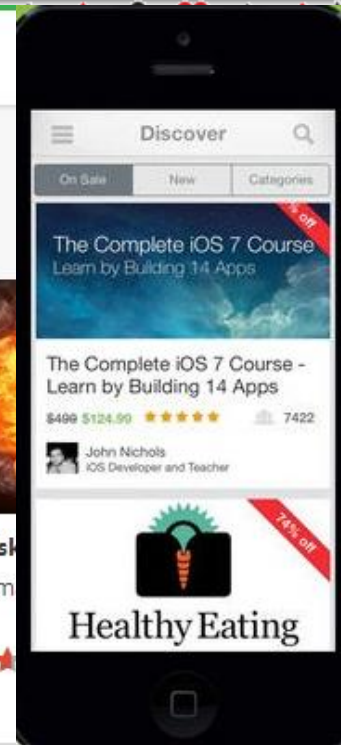 Discover
On Sale New Categories
% off
The Complete iOS 7 Course
Learn by Building 14 Apps
The Complete iOS 7 Course -
Learn by Building 14 Apps
$499 $124.99 7422
John Nichols
iOS Developer and Teacher
74% off
Healthy Eating
sk
m